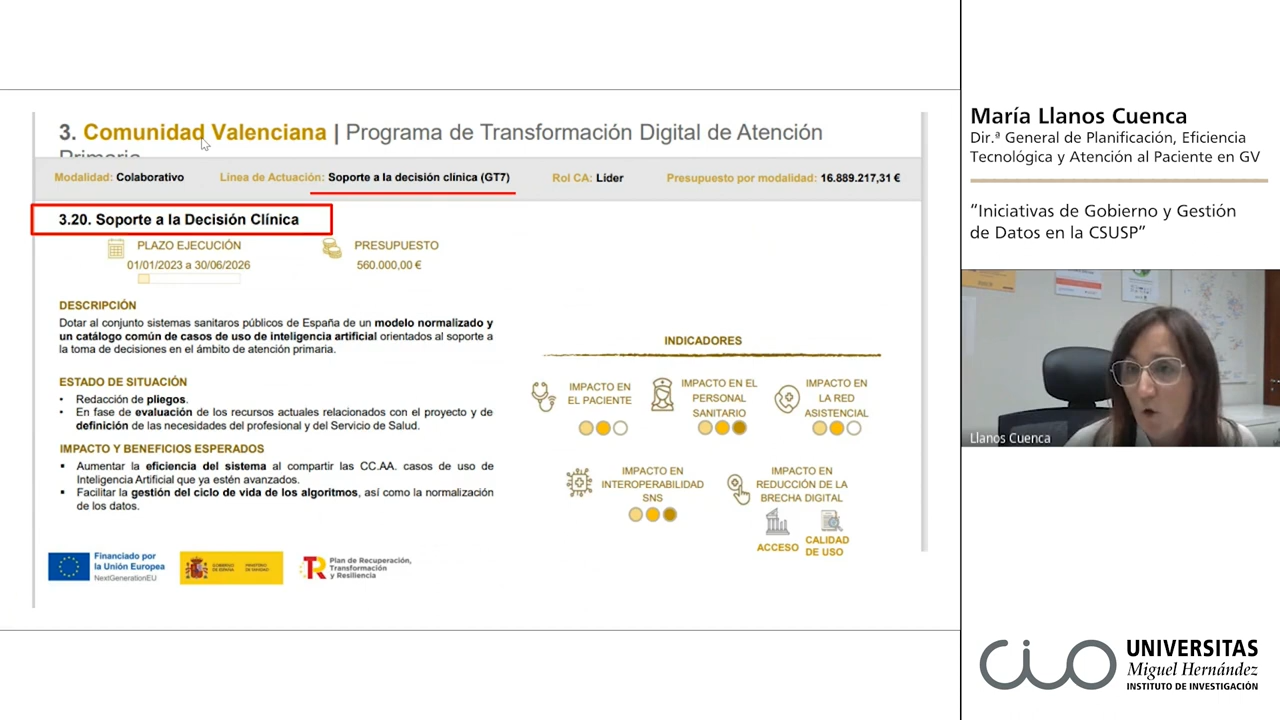 3. Comunidad Valenciana | Programa de Transformación Digital de Atención
Primaria
Modalidad: Colaborativo
Línea de Actuación: Soporte a la decisión clínica (GT7)
Rol CA: Líder
Presupuesto por modalidad: 16.889.217,31 €
3.20. Soporte a la Decisión Clínica
PLAZO EJECUCIÓN
01/01/2023 a 30/06/2026
PRESUPUESTO
560.000,00 €
DESCRIPCIÓN
Dotar al conjunto sistemas sanitarios públicos de España de un modelo normalizado y
un catálogo común de casos de uso de inteligencia artificial orientados al soporte a
la toma de decisiones en el ámbito de atención primaria.
ESTADO DE SITUACIÓN
• Redacción de pliegos.
• En fase de evaluación de los recursos actuales relacionados con el proyecto y de
definición de las necesidades del profesional y del Servicio de Salud.
IMPACTO Y BENEFICIOS ESPERADOS
▪ Aumentar la eficiencia del sistema al compartir las CC.AA. casos de uso de
Inteligencia Artificial que ya estén avanzados.
▪ Facilitar la gestión del ciclo de vida de los algoritmos, así como la normalización
de los datos.
INDICADORES
IMPACTO EN
EL PACIENTE
IMPACTO EN EL
PERSONAL
SANITARIO
IMPACTO EN
LA RED
ASISTENCIAL
IMPACTO EN
INTEROPERABILIDAD
SNS
IMPACTO EN
REDUCCIÓN DE LA
BRECHA DIGITAL
ACCESO
CALIDAD
DE USO
Financiado por
la Unión Europea
NextGenerationEU
GOBIERNO
DE ESPAÑA
MINISTERIO
DE SANIDAD
Plan de Recuperación,
Transformación
y Resiliencia
María Llanos Cuenca
Dir.ª General de Planificación, Eficiencia
Tecnológica y Atención al Paciente en GV
“Iniciativas de Gobierno y Gestión
de Datos en la CSUSP”
Llanos Cuenca
CIO
UNIVERSITAS
Miguel Hernández
INSTITUTO DE INVESTIGACIÓN